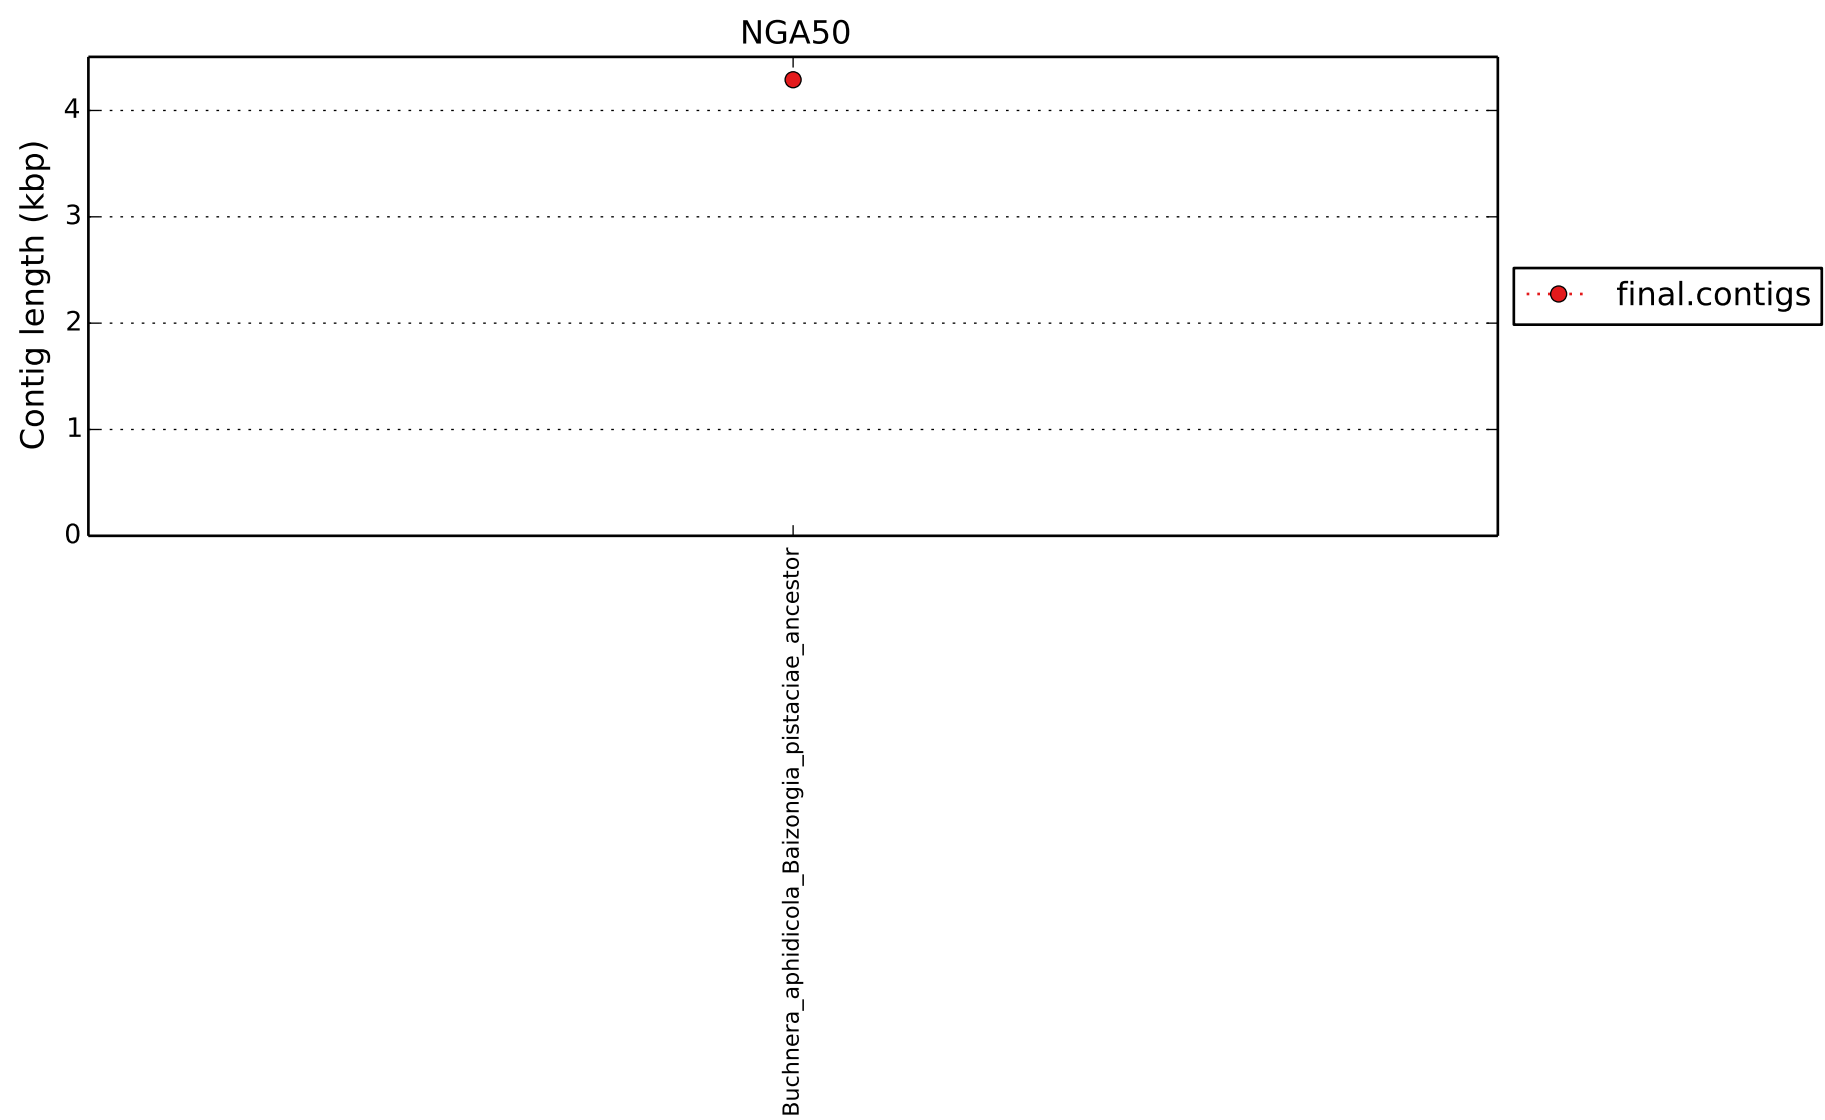 NGA50
Contig length (kbp)
4
3
2
1
0
final.contigs
Buchnera_aphidicola_Baizongia_pistaciae_ancestor